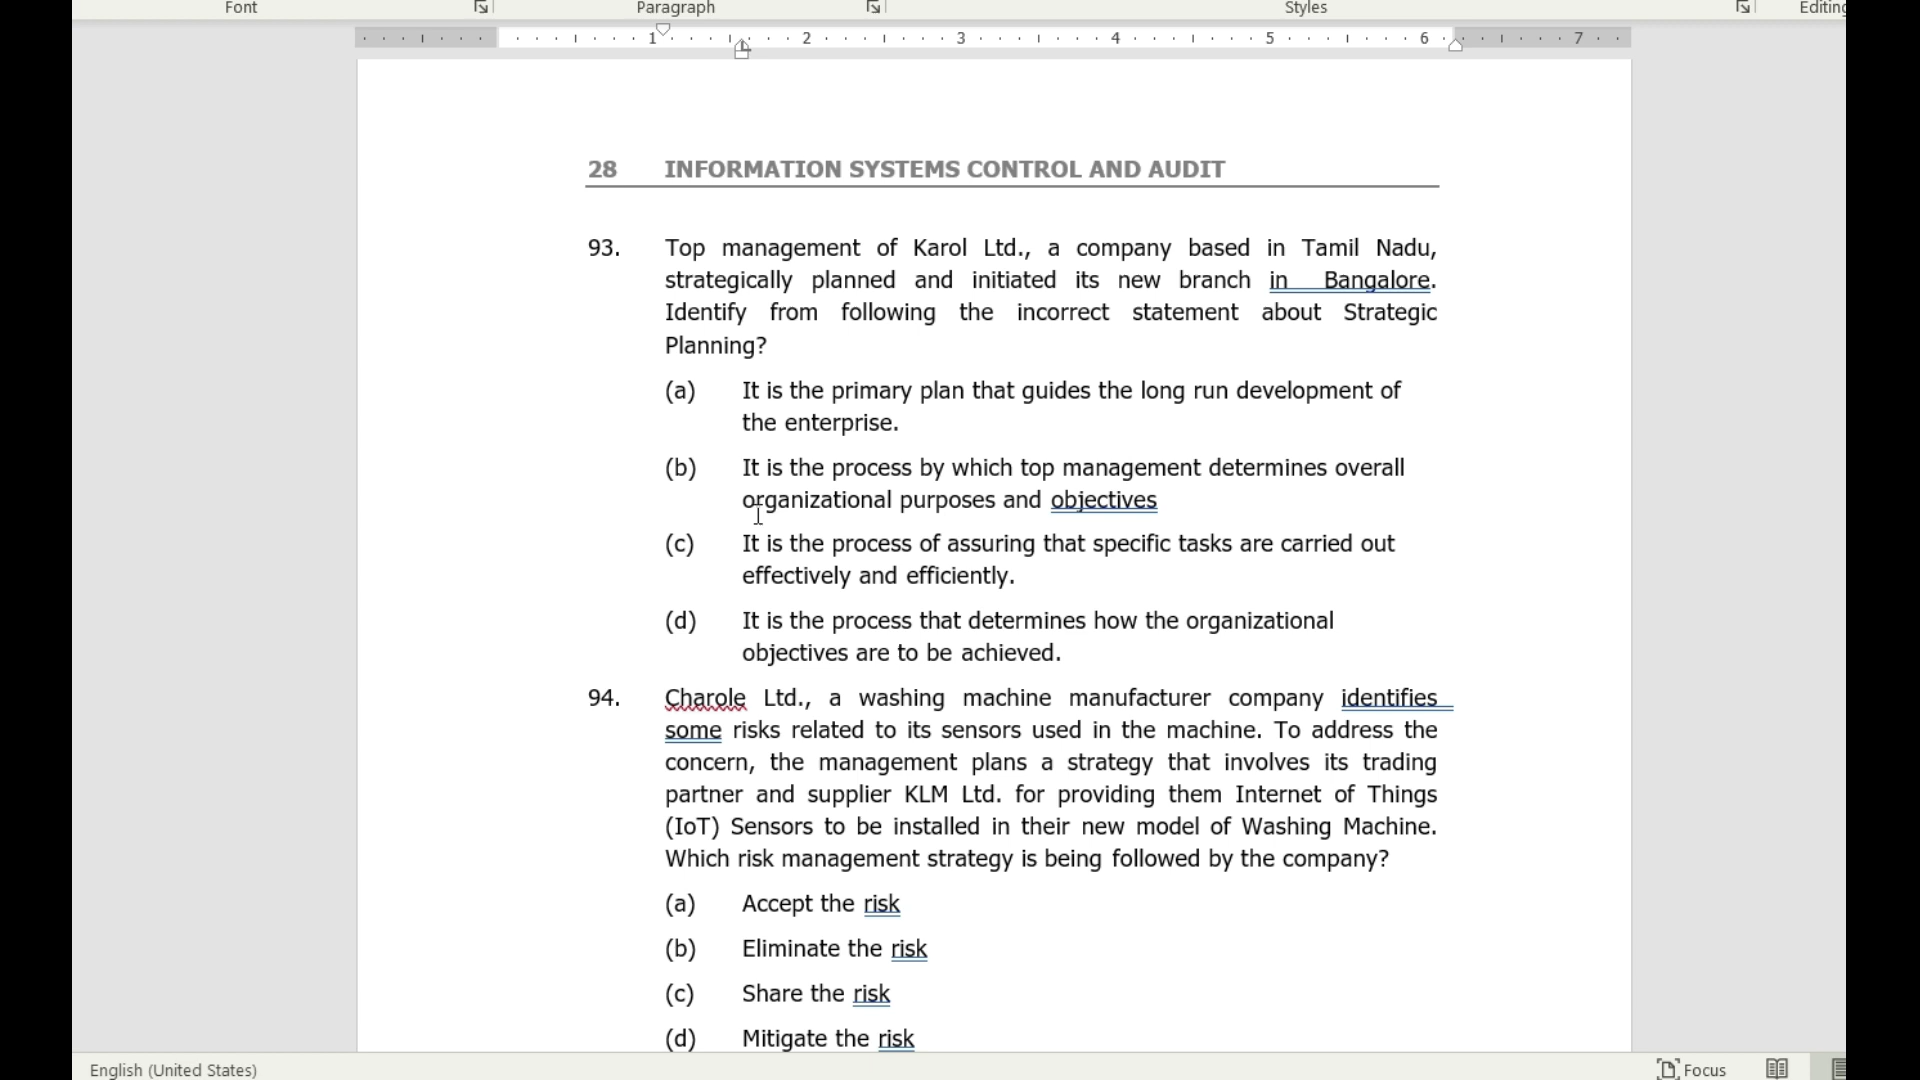 Font Paragraph Styles Editing
1 2 3 4 5 6 7
28 INFORMATION SYSTEMS CONTROL AND AUDIT
93. Top management of Karol Ltd., a company based in Tamil Nadu,
strategically planned and initiated its new branch in Bangalore.
Identify from following the incorrect statement about Strategic
Planning?
(a) It is the primary plan that guides the long run development of
the enterprise.
(b) It is the process by which top management determines overall
organizational purposes and objectives
(c) It is the process of assuring that specific tasks are carried out
effectively and efficiently.
(d) It is the process that determines how the organizational
objectives are to be achieved.
94. Charole Ltd., a washing machine manufacturer company identifies
some risks related to its sensors used in the machine. To address the
concern, the management plans a strategy that involves its trading
partner and supplier KLM Ltd. for providing them Internet of Things
(IoT) Sensors to be installed in their new model of Washing Machine.
Which risk management strategy is being followed by the company?
(a) Accept the risk
(b) Eliminate the risk
(c) Share the risk
(d) Mitigate the risk
English (United States) Focus